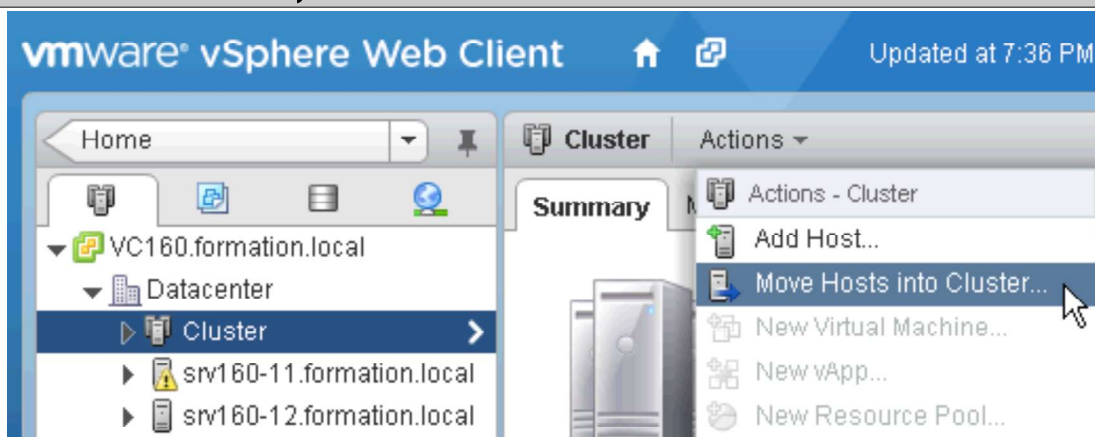 vmware® vSphere Web Client
Updated at 7:36 PM
Home
Cluster
Actions
Summary
Actions - Cluster
VC160.formation.local
Add Host...
Datacenter
Move Hosts into Cluster...
Cluster
New Virtual Machine...
srv160-11.formation.local
New vApp...
srv160-12.formation.local
New Resource Pool...